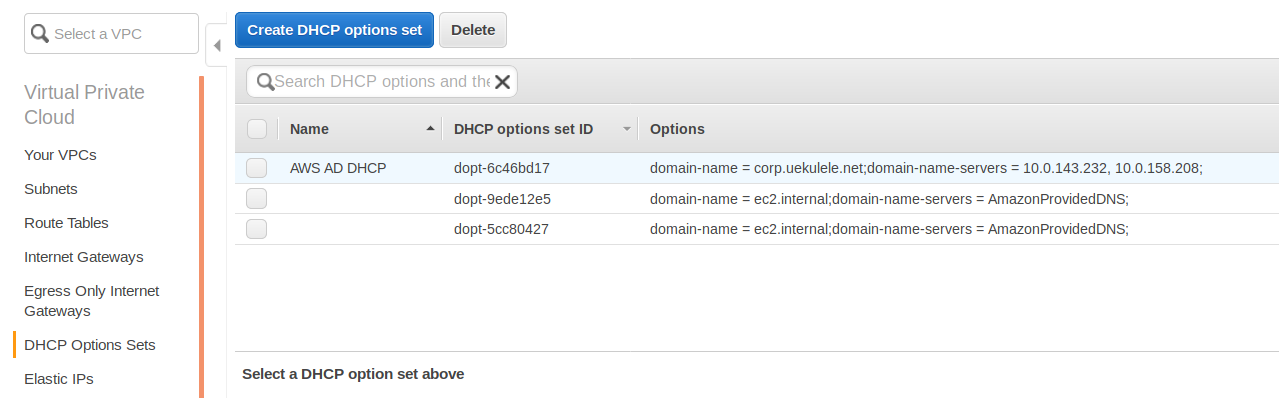 Select a VPC
Virtual Private
Cloud
Your VPCs
Subnets
Route Tables
Internet Gateways
Egress Only Internet
Gateways
DHCP Options Sets
Elastic IPs
Create DHCP options set Delete
Search DHCP options and the
Name DHCP options set ID Options
AWS AD DHCP dopt-6c46bd17 domain-name = corp.uekulele.net;domain-name-servers = 10.0.143.232, 10.0.158.208;
dopt-9ede12e5 domain-name = ec2.internal;domain-name-servers = AmazonProvidedDNS;
dopt-5cc80427 domain-name = ec2.internal;domain-name-servers = AmazonProvidedDNS;
Select a DHCP option set above